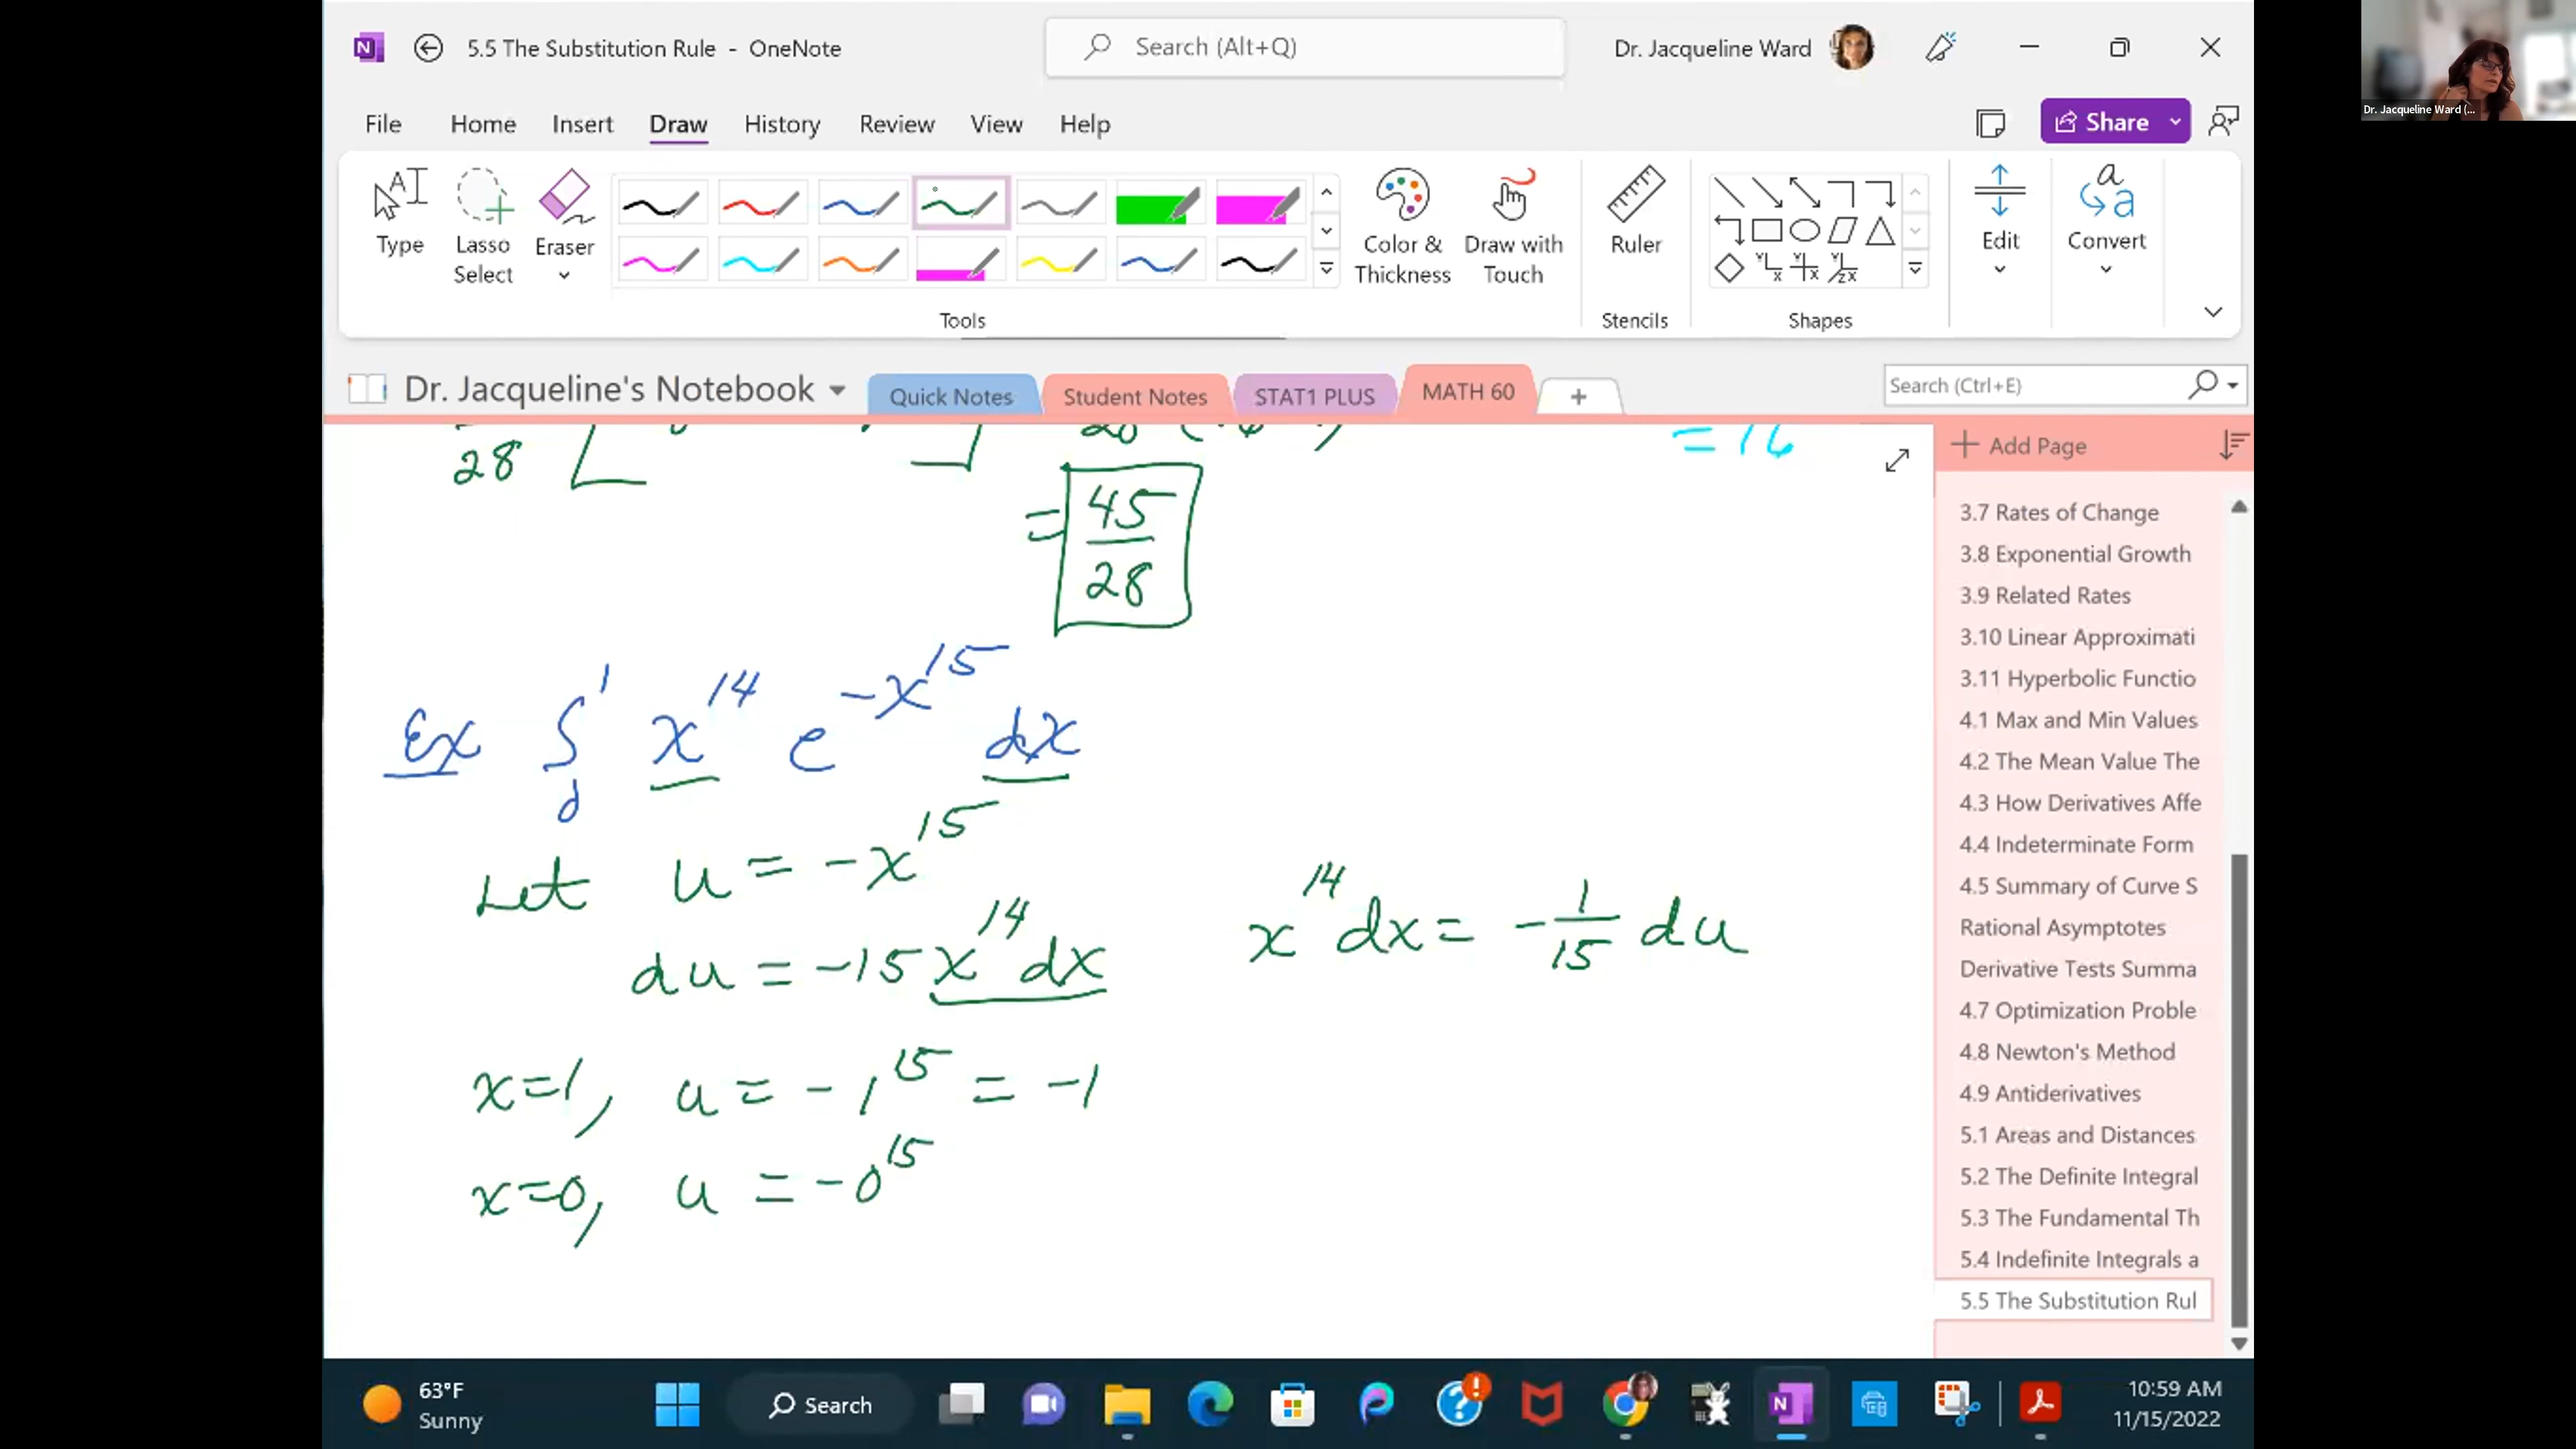 5.5 The Substitution Rule - OneNote
Search (Alt+Q)
Dr. Jacqueline Ward
Dr. Jacqueline Ward (...
File Home Insert Draw History Review View Help
Share
Type
Lasso Select
Eraser
Color & Thickness
Draw with Touch
Ruler
Edit
Convert
Tools
Stencils
Shapes
Dr. Jacqueline's Notebook
Quick Notes
Student Notes
STAT1 PLUS
MATH 60
Search (Ctrl+E)
28
= 16
= 45/28
Ex ∫₀¹ x¹⁴ e^(-x¹⁵) dx
Let u = -x¹⁵
du = -15 x¹⁴ dx
x¹⁴ dx = -1/15 du
x=1, u = -1¹⁵ = -1
x=0, u = -0¹⁵
Add Page
3.7 Rates of Change
3.8 Exponential Growth
3.9 Related Rates
3.10 Linear Approximati
3.11 Hyperbolic Functio
4.1 Max and Min Values
4.2 The Mean Value The
4.3 How Derivatives Affe
4.4 Indeterminate Form
4.5 Summary of Curve S
Rational Asymptotes
Derivative Tests Summa
4.7 Optimization Proble
4.8 Newton's Method
4.9 Antiderivatives
5.1 Areas and Distances
5.2 The Definite Integral
5.3 The Fundamental Th
5.4 Indefinite Integrals a
5.5 The Substitution Rul
63°F
Sunny
Search
10:59 AM
11/15/2022